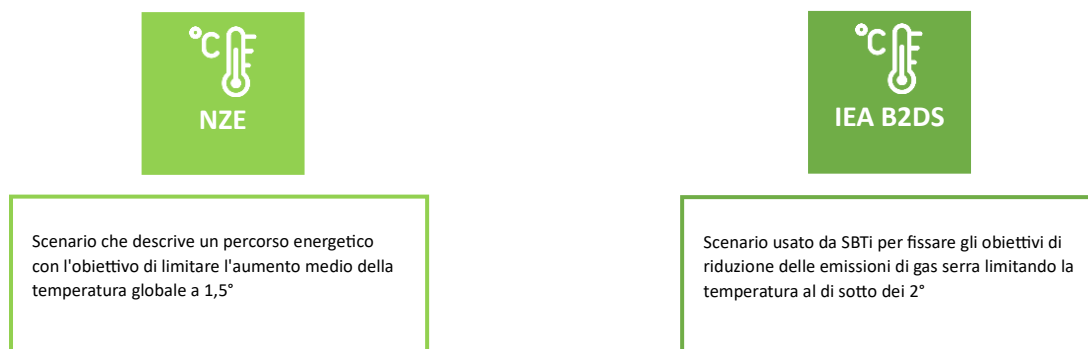 °C
NZE
Scenario che descrive un percorso energetico
con l'obiettivo di limitare l'aumento medio della
temperatura globale a 1,5°
°C
IEA B2DS
Scenario usato da SBTi per fissare gli obiettivi di
riduzione delle emissioni di gas serra limitando la
temperatura al di sotto dei 2°